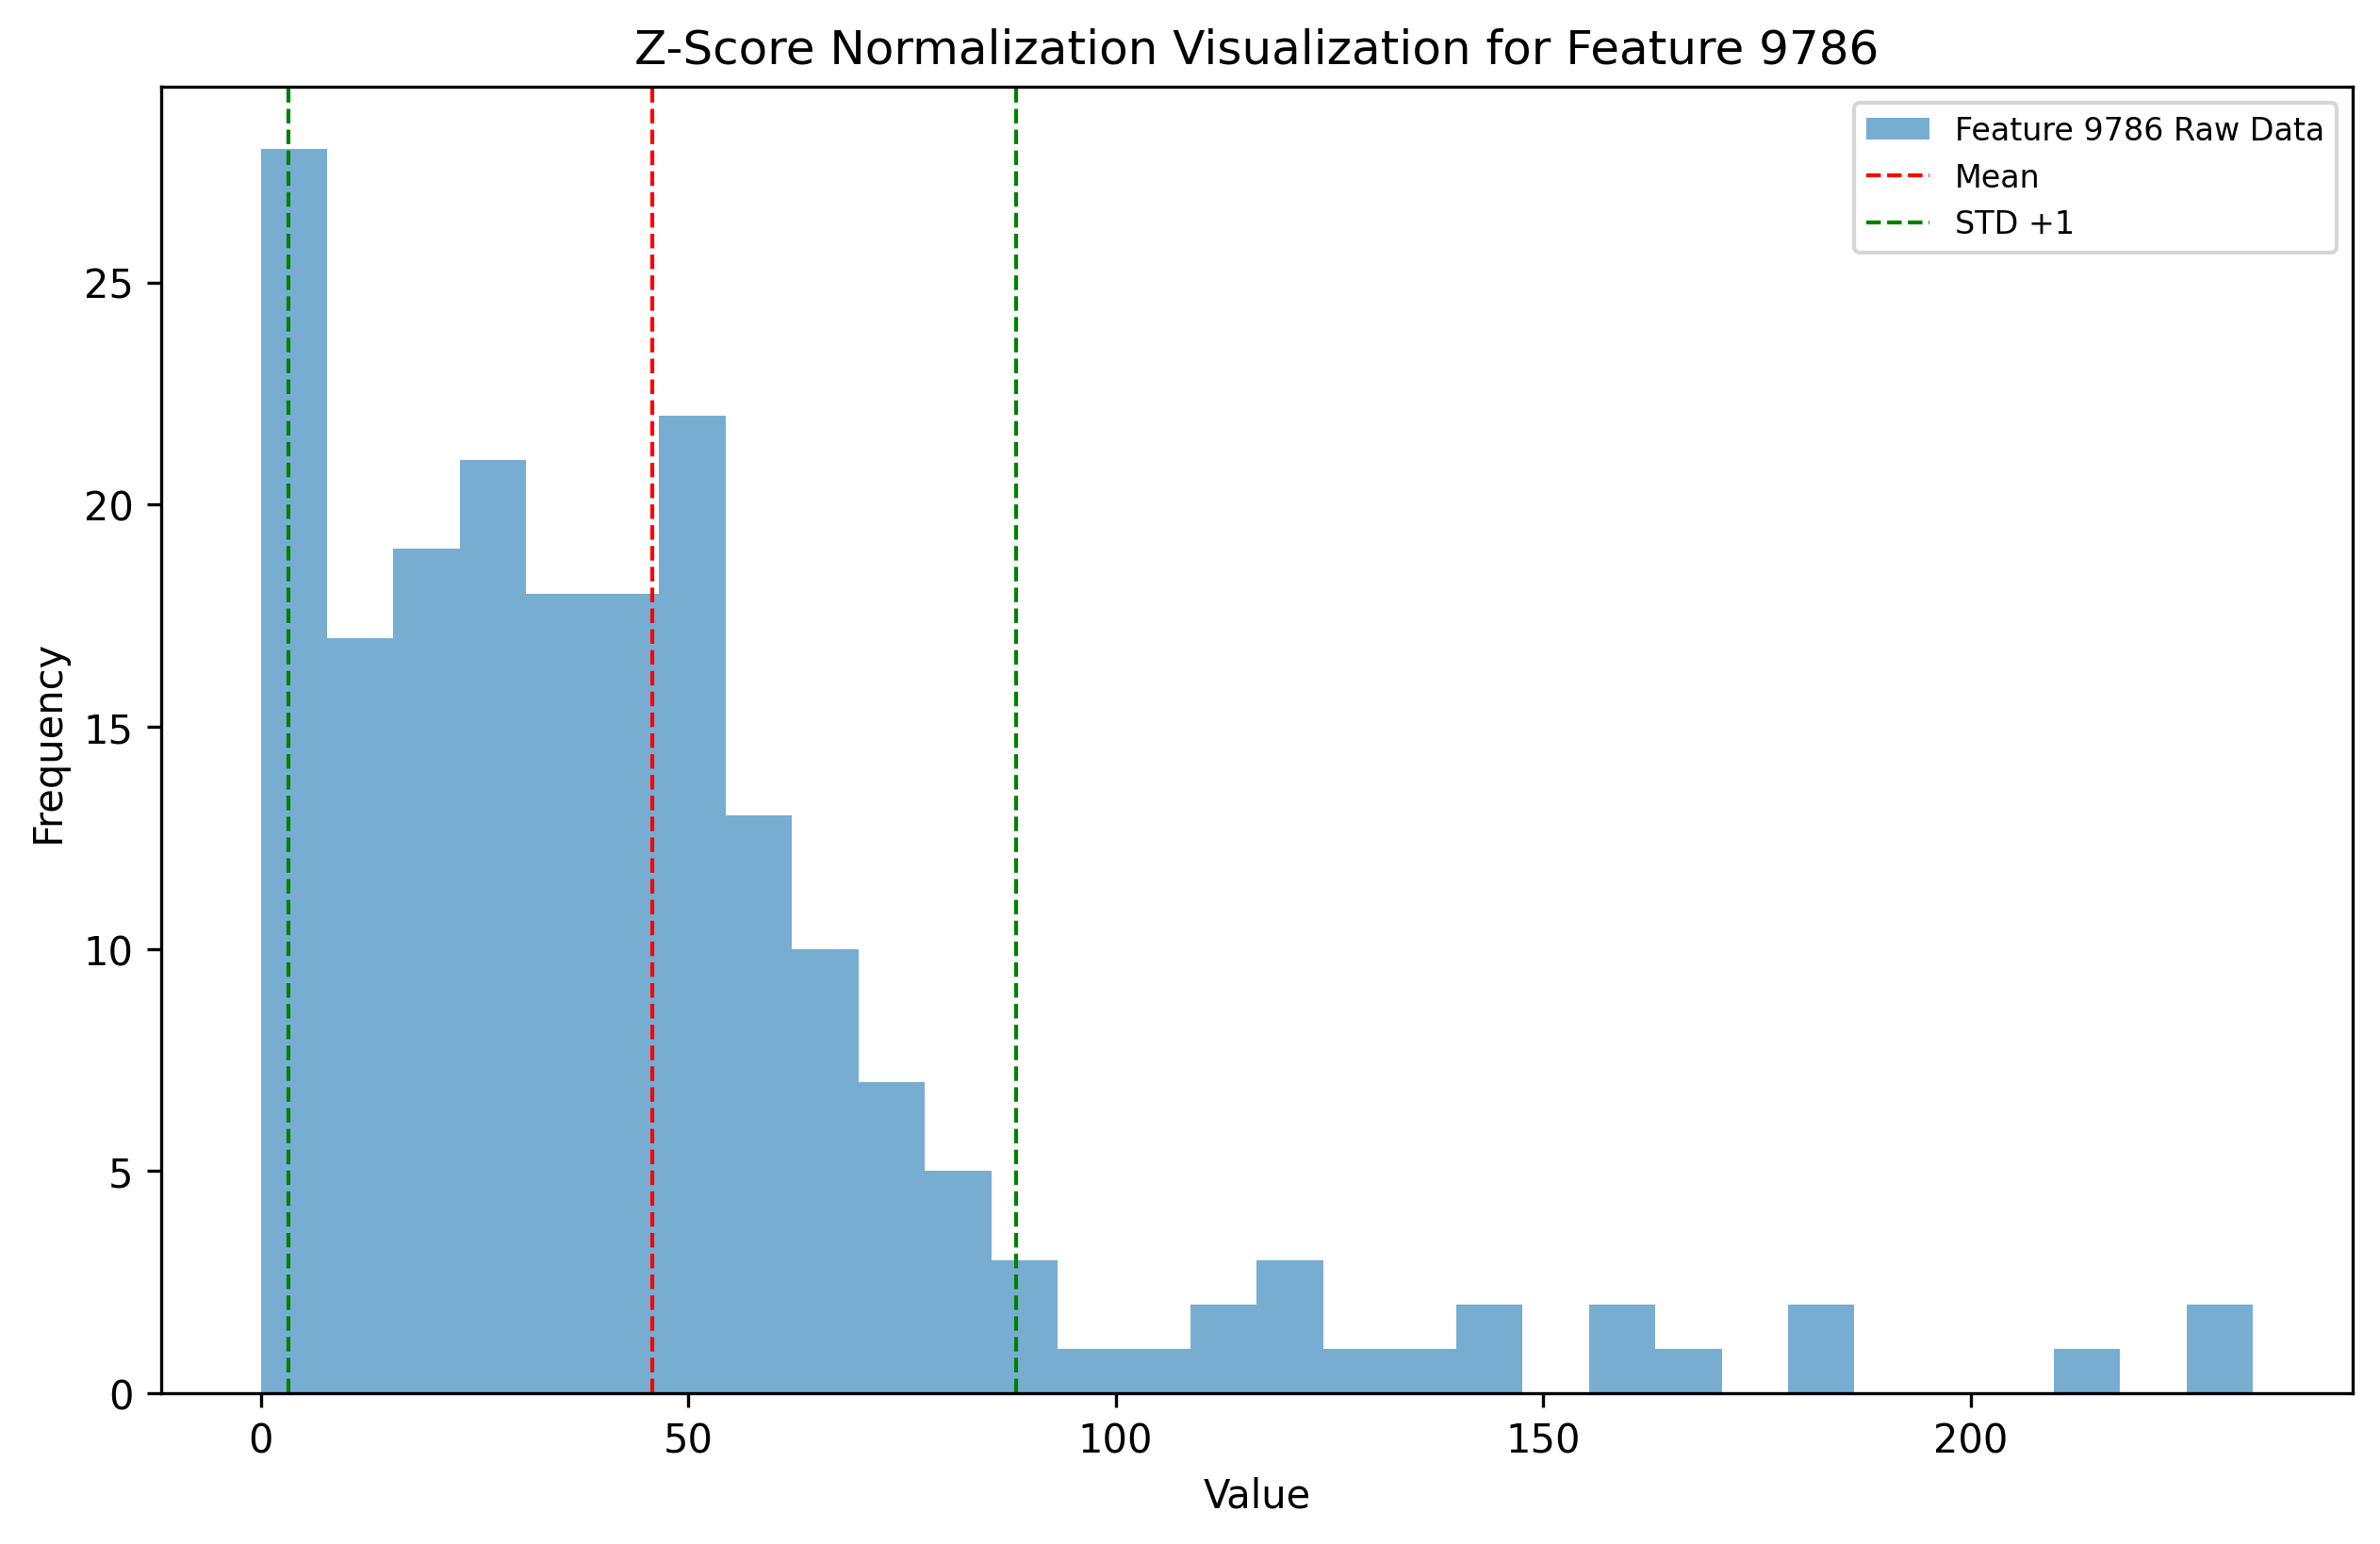 Z-Score Normalization Visualization for Feature 9786
Feature 9786 Raw Data
Mean
STD +1
25
20
15
10
5
0
Frequency
0 50 100 150 200
Value